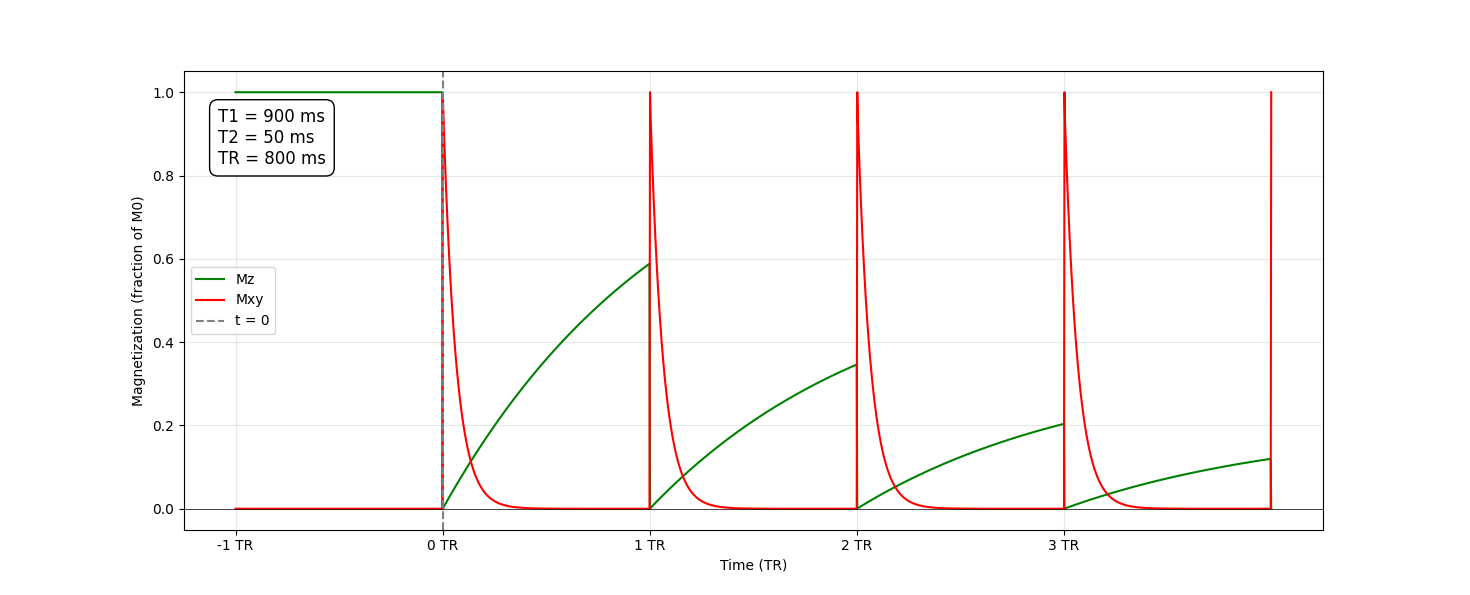 1.0
0.8
0.6
0.4
0.2
0.0
Magnetization (fraction of M0)
T1 = 900 ms
T2 = 50 ms
TR = 800 ms
Mz
Mxy
t = 0
-1 TR
0 TR
1 TR
2 TR
3 TR
Time (TR)